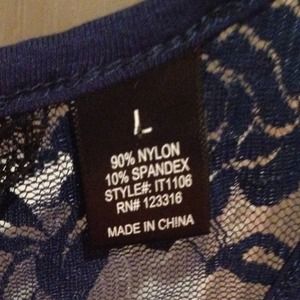 L
90% NYLON
10% SPANDEX
STYLE#: IT1106
RN# 123316
MADE IN CHINA